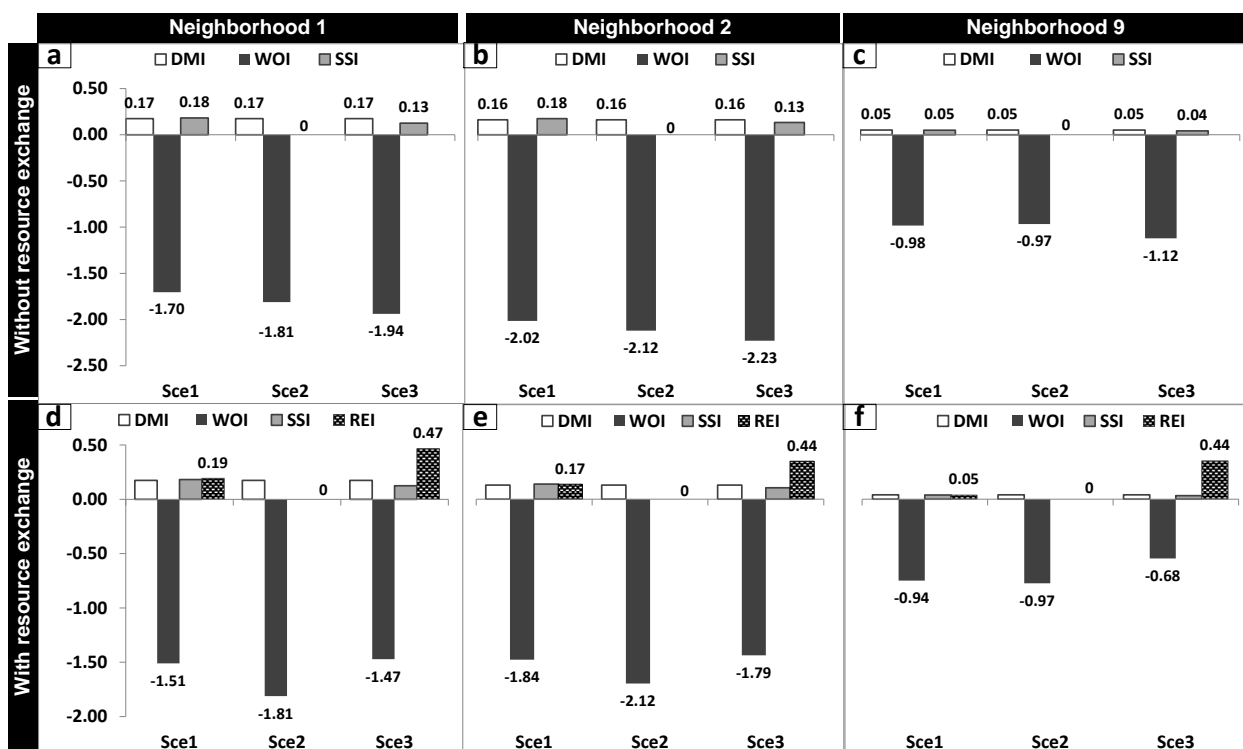 Neighborhood 1 Neighborhood 2 Neighborhood 9
Without resource exchange
a
DMI WOI SSI
0.50
0.00
-1.00
-1.50
-2.00
-2.50
0.17 0.18 0.17 0 0.17 0.13
-1.70 -1.81 -1.94
Sce1 Sce2 Sce3
b
DMI WOI SSI
0.16 0.18 0.16 0 0.16 0.13
-2.02 -2.12 -2.23
Sce1 Sce2 Sce3
c
DMI WOI SSI
0.05 0.05 0.05 0 0.05 0.04
-0.98 -0.97 -1.12
Sce1 Sce2 Sce3
With resource exchange
d
DMI WOI SSI REI
0.50
0.00
-0.50
-1.00
-1.50
-2.00
0.19 0 0.47
-1.51 -1.81 -1.47
Sce1 Sce2 Sce3
e
DMI WOI SSI REI
0.17 0 0.44
-1.84 -2.12 -1.79
Sce1 Sce2 Sce3
f
DMI WOI SSI REI
0.05 0 0.44
-0.94 -0.97 -0.68
Sce1 Sce2 Sce3